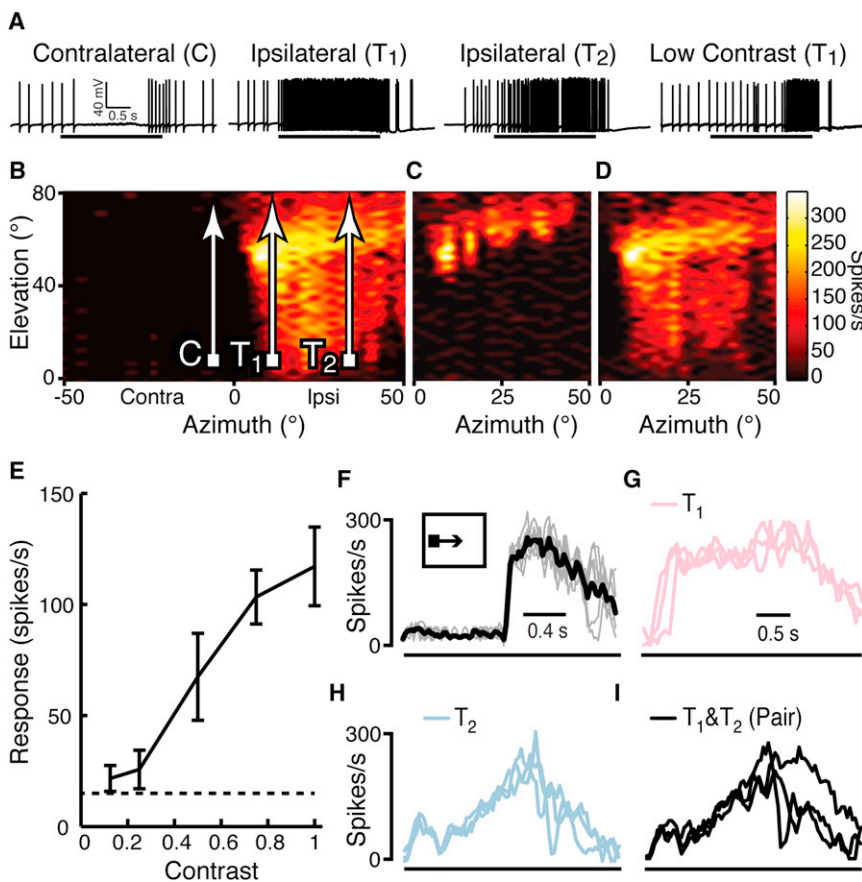 A
Contralateral (C)
Ipsilateral (T1)
Ipsilateral (T2)
Low Contrast (T1)
40 mV
0.5 s
B
C
D
Elevation (°)
80
40
0
C
T1
T2
-50
Contra
0
Ipsi
50
Azimuth (°)
0
25
50
Azimuth (°)
0
25
50
Azimuth (°)
300
250
200
150
100
50
0
Spikes/s
E
Response (spikes/s)
150
100
50
0
0
0.2
0.4
0.6
0.8
1
Contrast
F
Spikes/s
300
0
0.4 s
G
T1
0.5 s
H
Spikes/s
300
0
T2
I
T1&T2 (Pair)